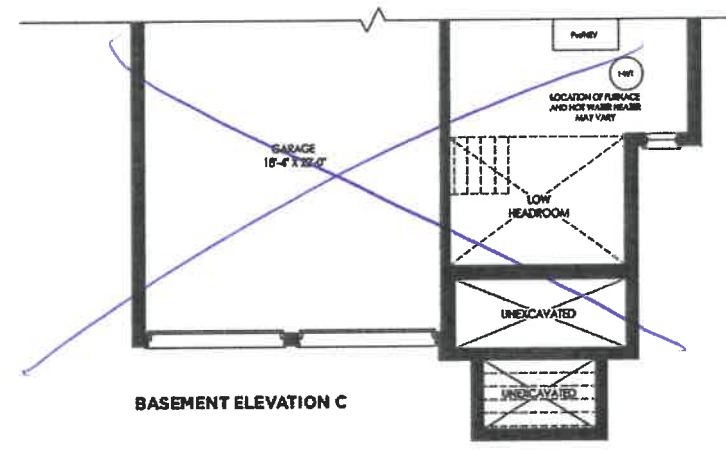 GARAGE
18'-4" X 22'-0"
HWT
LOCATION OF FURNACE
AND HOT WATER HEATER
MAY VARY
LOW
HEADROOM
UNEXCAVATED
UNEXCAVATED
BASEMENT ELEVATION C